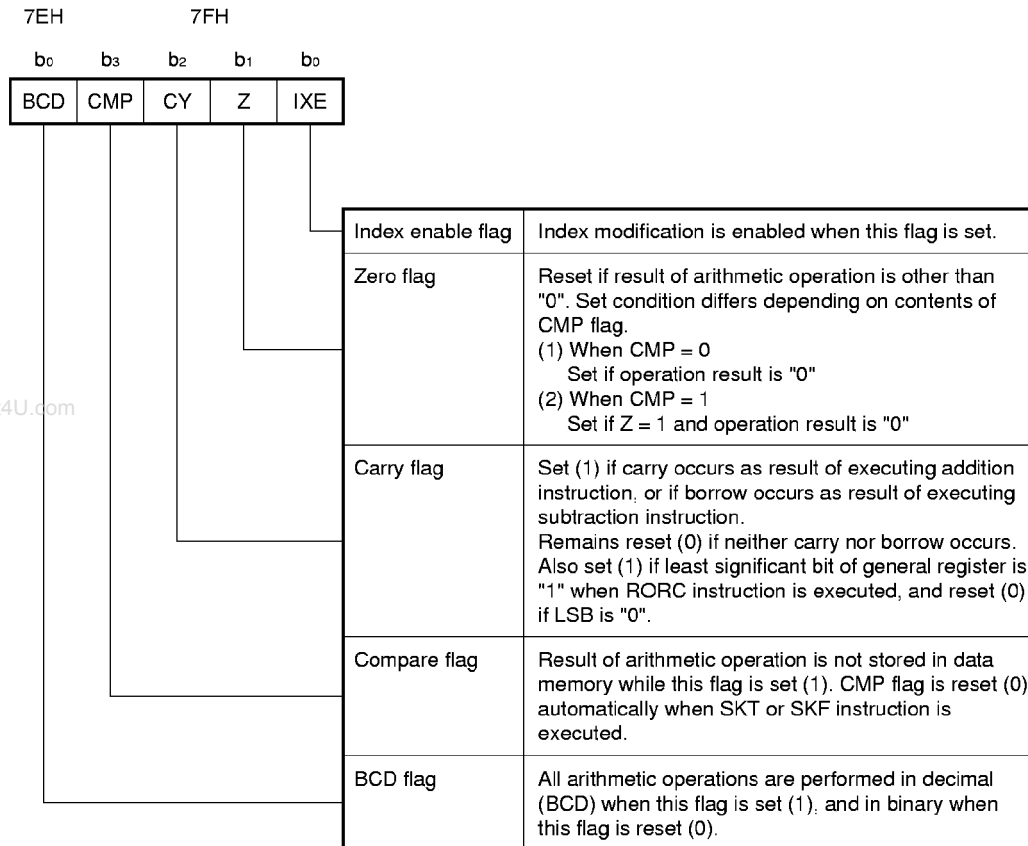 7EH 7FH
b0 b3 b2 b1 b0
BCD CMP CY Z IXE
Index enable flag Index modification is enabled when this flag is set.
Zero flag Reset if result of arithmetic operation is other than
"0". Set condition differs depending on contents of
CMP flag.
(1) When CMP = 0
Set if operation result is "0"
(2) When CMP = 1
Set if Z = 1 and operation result is "0"
4U.com
Carry flag Set (1) if carry occurs as result of executing addition
instruction, or if borrow occurs as result of executing
subtraction instruction.
Remains reset (0) if neither carry nor borrow occurs.
Also set (1) if least significant bit of general register is
"1" when RORC instruction is executed, and reset (0)
if LSB is "0".
Compare flag Result of arithmetic operation is not stored in data
memory while this flag is set (1). CMP flag is reset (0)
automatically when SKT or SKF instruction is
executed.
BCD flag All arithmetic operations are performed in decimal
(BCD) when this flag is set (1), and in binary when
this flag is reset (0).